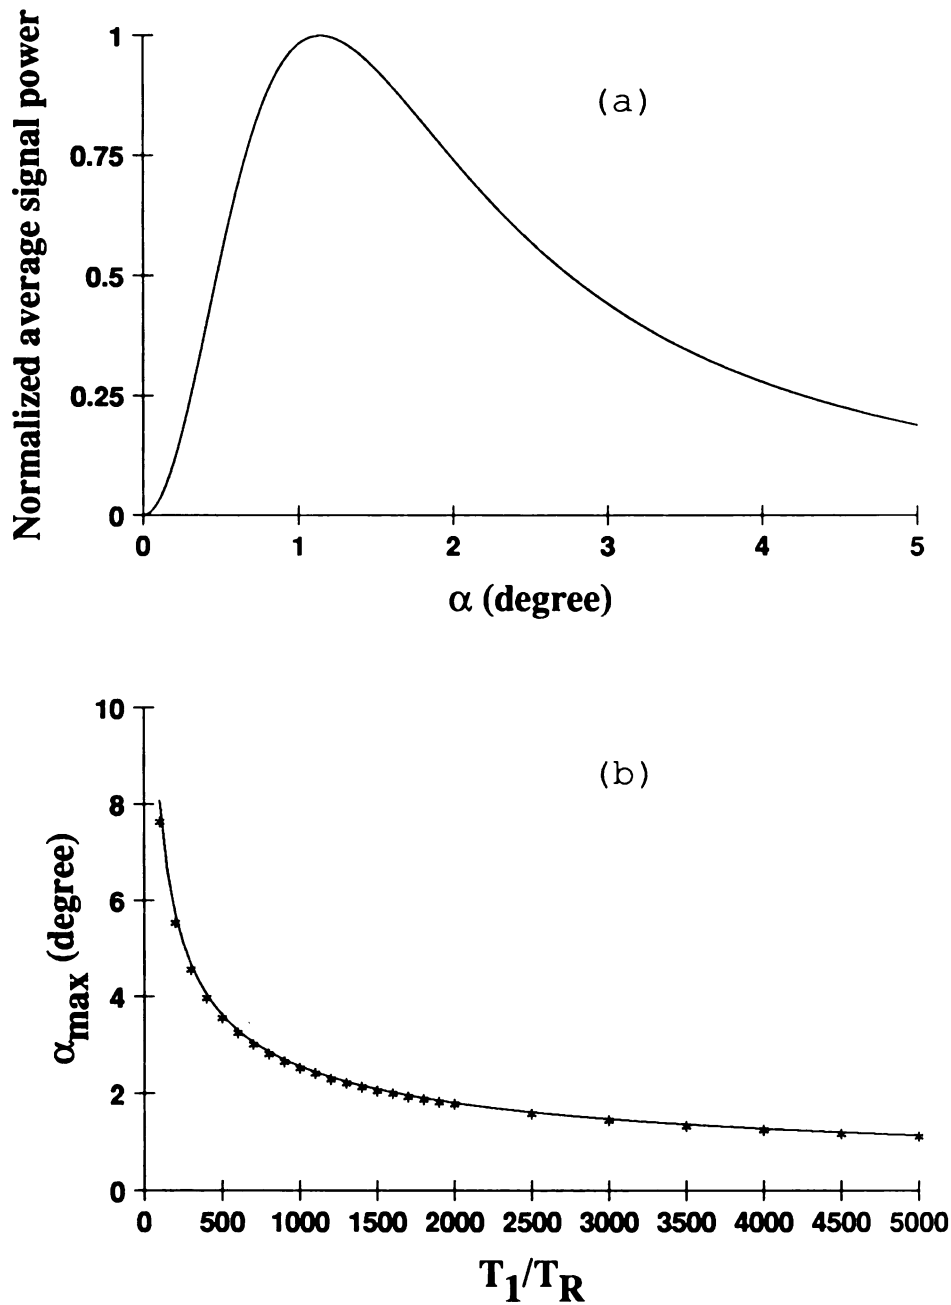 Normalized average signal power
1
0.75
0.5
0.25
0
(a)
0 1 2 3 4 5
α (degree)
αmax (degree)
10
8
6
4
2
0
(b)
0 500 1000 1500 2000 2500 3000 3500 4000 4500 5000
T1/TR